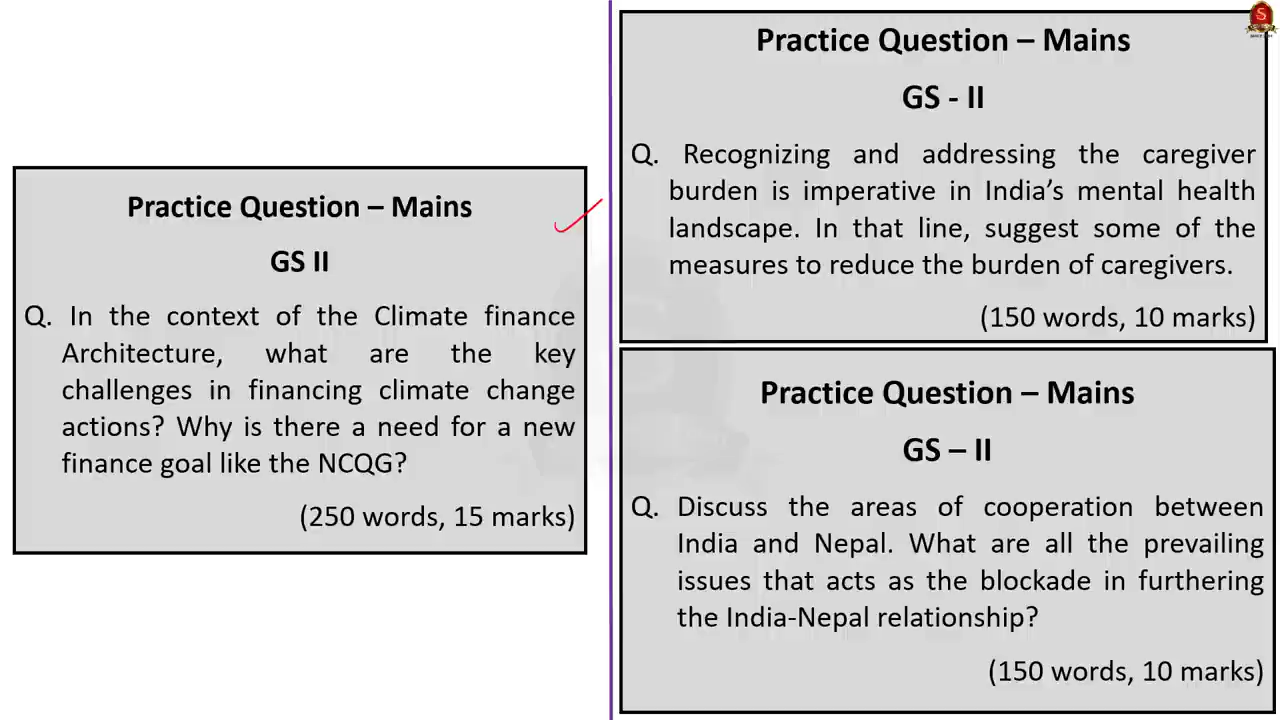 Practice Question – Mains
GS II
Q. In the context of the Climate finance
Architecture, what are the key
challenges in financing climate change
actions? Why is there a need for a new
finance goal like the NCQG?
(250 words, 15 marks)
Practice Question – Mains
GS - II
Q. Recognizing and addressing the caregiver
burden is imperative in India’s mental health
landscape. In that line, suggest some of the
measures to reduce the burden of caregivers.
(150 words, 10 marks)
Practice Question – Mains
GS – II
Q. Discuss the areas of cooperation between
India and Nepal. What are all the prevailing
issues that acts as the blockade in furthering
the India-Nepal relationship?
(150 words, 10 marks)